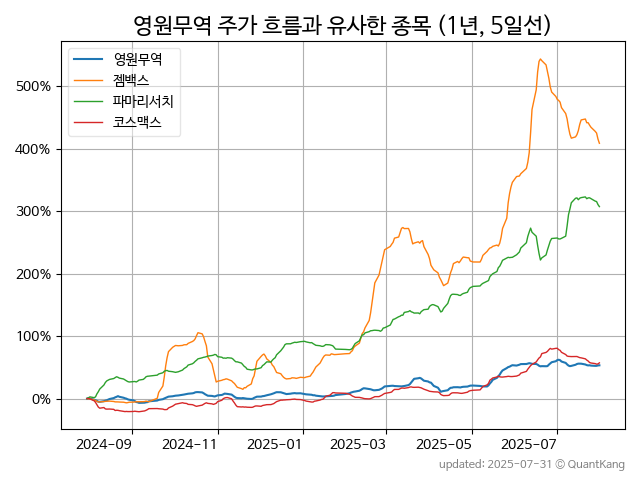 영원무역 주가 흐름과 유사한 종목 (1년, 5일선)
영원무역
젬백스
파마리서치
코스맥스
500%
400%
300%
200%
100%
0%
2024-09 2024-11 2025-01 2025-03 2025-05 2025-07
updated: 2025-07-31 © QuantKang